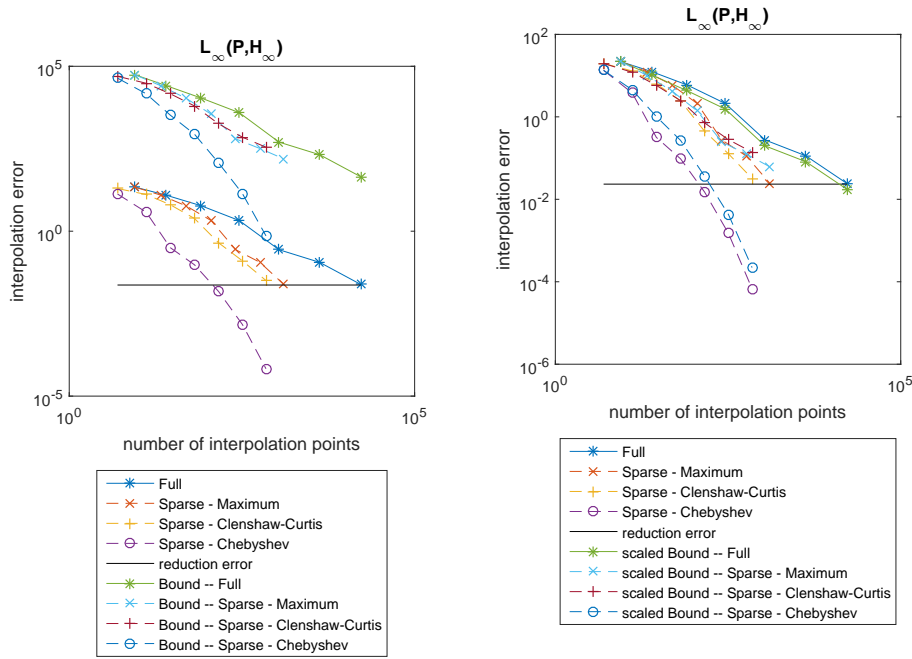 L∞(P,H∞)
10^5
10^0
10^-5
interpolation error
10^0
10^5
number of interpolation points
Full
Sparse - Maximum
Sparse - Clenshaw-Curtis
Sparse - Chebyshev
reduction error
Bound -- Full
Bound -- Sparse - Maximum
Bound -- Sparse - Clenshaw-Curtis
Bound -- Sparse - Chebyshev
L∞(P,H∞)
10^2
10^0
10^-2
10^-4
10^-6
interpolation error
10^0
10^5
number of interpolation points
Full
Sparse - Maximum
Sparse - Clenshaw-Curtis
Sparse - Chebyshev
reduction error
scaled Bound -- Full
scaled Bound -- Sparse - Maximum
scaled Bound -- Sparse - Clenshaw-Curtis
scaled Bound -- Sparse - Chebyshev